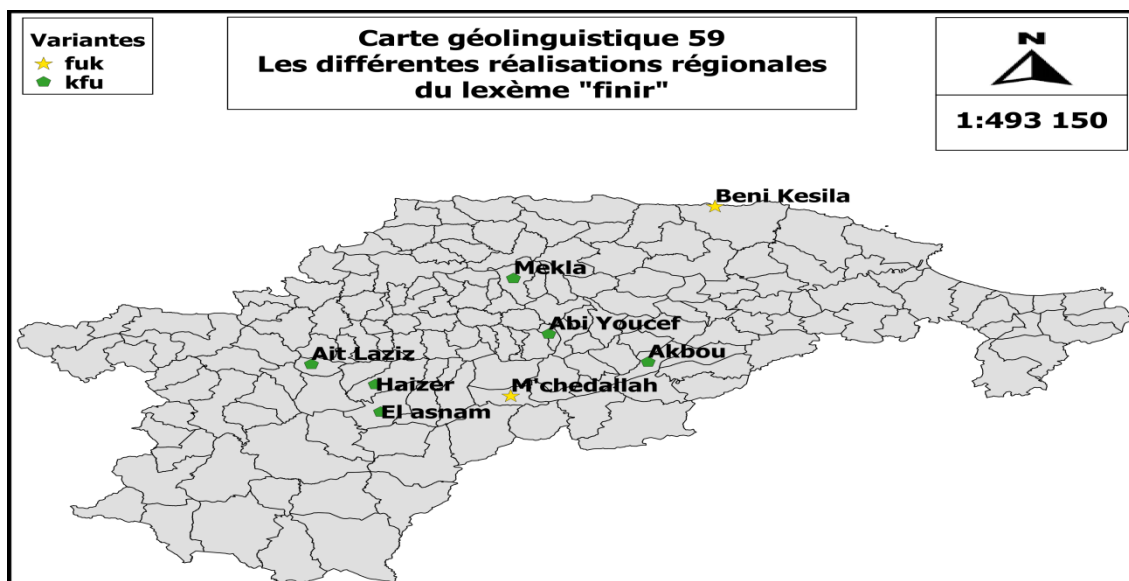 Variantes
fuk
kfu
Carte géolinguistique 59
Les différentes réalisations régionales
du lexème "finir"
N
1:493 150
Beni Kesila
Mekla
Abi Youcef
Ait Laziz
Akbou
Haizer
M'chedallah
El asnam